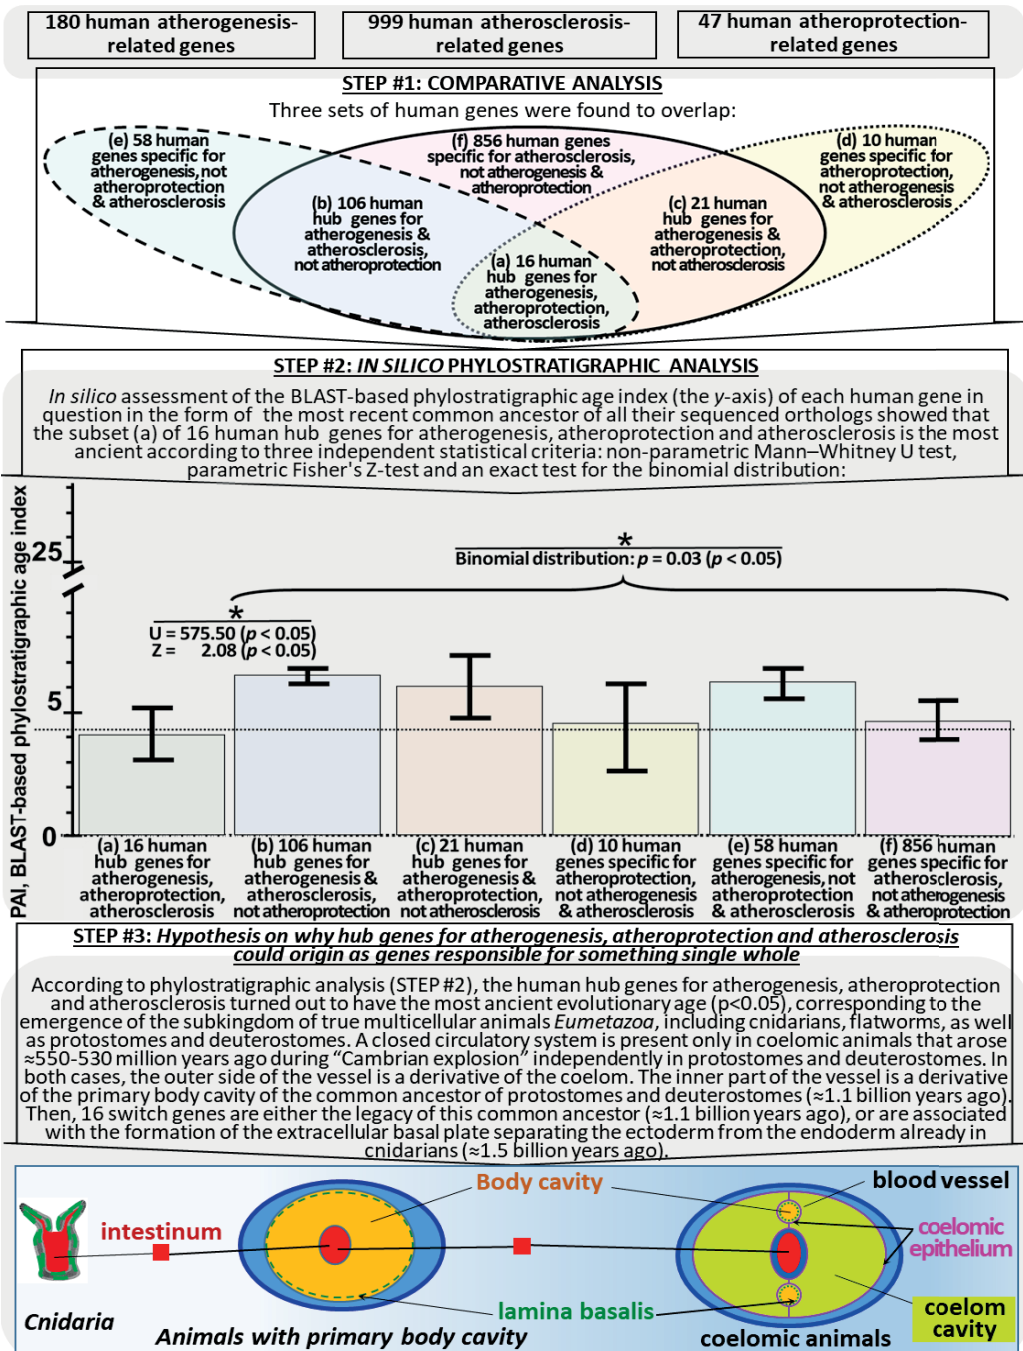 180 human atherogenesis-
related genes
999 human atherosclerosis-
related genes
47 human atheroprotection-
related genes
STEP #1: COMPARATIVE ANALYSIS
Three sets of human genes were found to overlap:
(e) 58 human
genes specific for
atherogenesis, not
atheroprotection
& atherosclerosis
(f) 856 human genes
specific for atherosclerosis,
not atherogenesis &
atheroprotection
(d) 10 human
genes specific for
atheroprotection,
not atherogenesis
& atherosclerosis
(b) 106 human
hub genes for
atherogenesis &
atherosclerosis,
not atheroprotection
(c) 21 human
hub genes for
atherogenesis &
atheroprotection,
not atherosclerosis
(a) 16 human
hub genes for
atherogenesis,
atheroprotection,
atherosclerosis
STEP #2: IN SILICO PHYLOSTRATIGRAPHIC ANALYSIS
In silico assessment of the BLAST-based phylostratigraphic age index (the y-axis) of each human gene in
question in the form of the most recent common ancestor of all their sequenced orthologs showed that
the subset (a) of 16 human hub genes for atherogenesis, atheroprotection and atherosclerosis is the most
ancient according to three independent statistical criteria: non-parametric Mann–Whitney U test,
parametric Fisher's Z-test and an exact test for the binomial distribution:
PAI, BLAST-based phylostratigraphic age index
25
5
0
*
Binomial distribution: p = 0.03 (p < 0.05)
*
U = 575.50 (p < 0.05)
Z = 2.08 (p < 0.05)
(a) 16 human
hub genes for
atherogenesis,
atheroprotection,
atherosclerosis
(b) 106 human
hub genes for
atherogenesis &
atherosclerosis,
not atheroprotection
(c) 21 human
hub genes for
atherogenesis &
atheroprotection,
not atherosclerosis
(d) 10 human
genes specific for
atheroprotection,
not atherogenesis
& atherosclerosis
(e) 58 human
genes specific for
atherogenesis, not
atheroprotection
& atherosclerosis
(f) 856 human
genes specific for
atherosclerosis,
not atherogenesis
& atheroprotection
STEP #3: Hypothesis on why hub genes for atherogenesis, atheroprotection and atherosclerosis
could origin as genes responsible for something single whole
According to phylostratigraphic analysis (STEP #2), the human hub genes for atherogenesis, atheroprotection
and atherosclerosis turned out to have the most ancient evolutionary age (p<0.05), corresponding to the
emergence of the subkingdom of true multicellular animals Eumetazoa, including cnidarians, flatworms, as well
as protostomes and deuterostomes. A closed circulatory system is present only in coelomic animals that arose
≈550-530 million years ago during “Cambrian explosion” independently in protostomes and deuterostomes. In
both cases, the outer side of the vessel is a derivative of the coelom. The inner part of the vessel is a derivative
of the primary body cavity of the common ancestor of protostomes and deuterostomes (≈1.1 billion years ago).
Then, 16 switch genes are either the legacy of this common ancestor (≈1.1 billion years ago), or are associated
with the formation of the extracellular basal plate separating the ectoderm from the endoderm already in
cnidarians (≈1.5 billion years ago).
Body cavity
blood vessel
intestinum
coelomic
epithelium
lamina basalis
coelom
cavity
Cnidaria
Animals with primary body cavity
coelomic animals